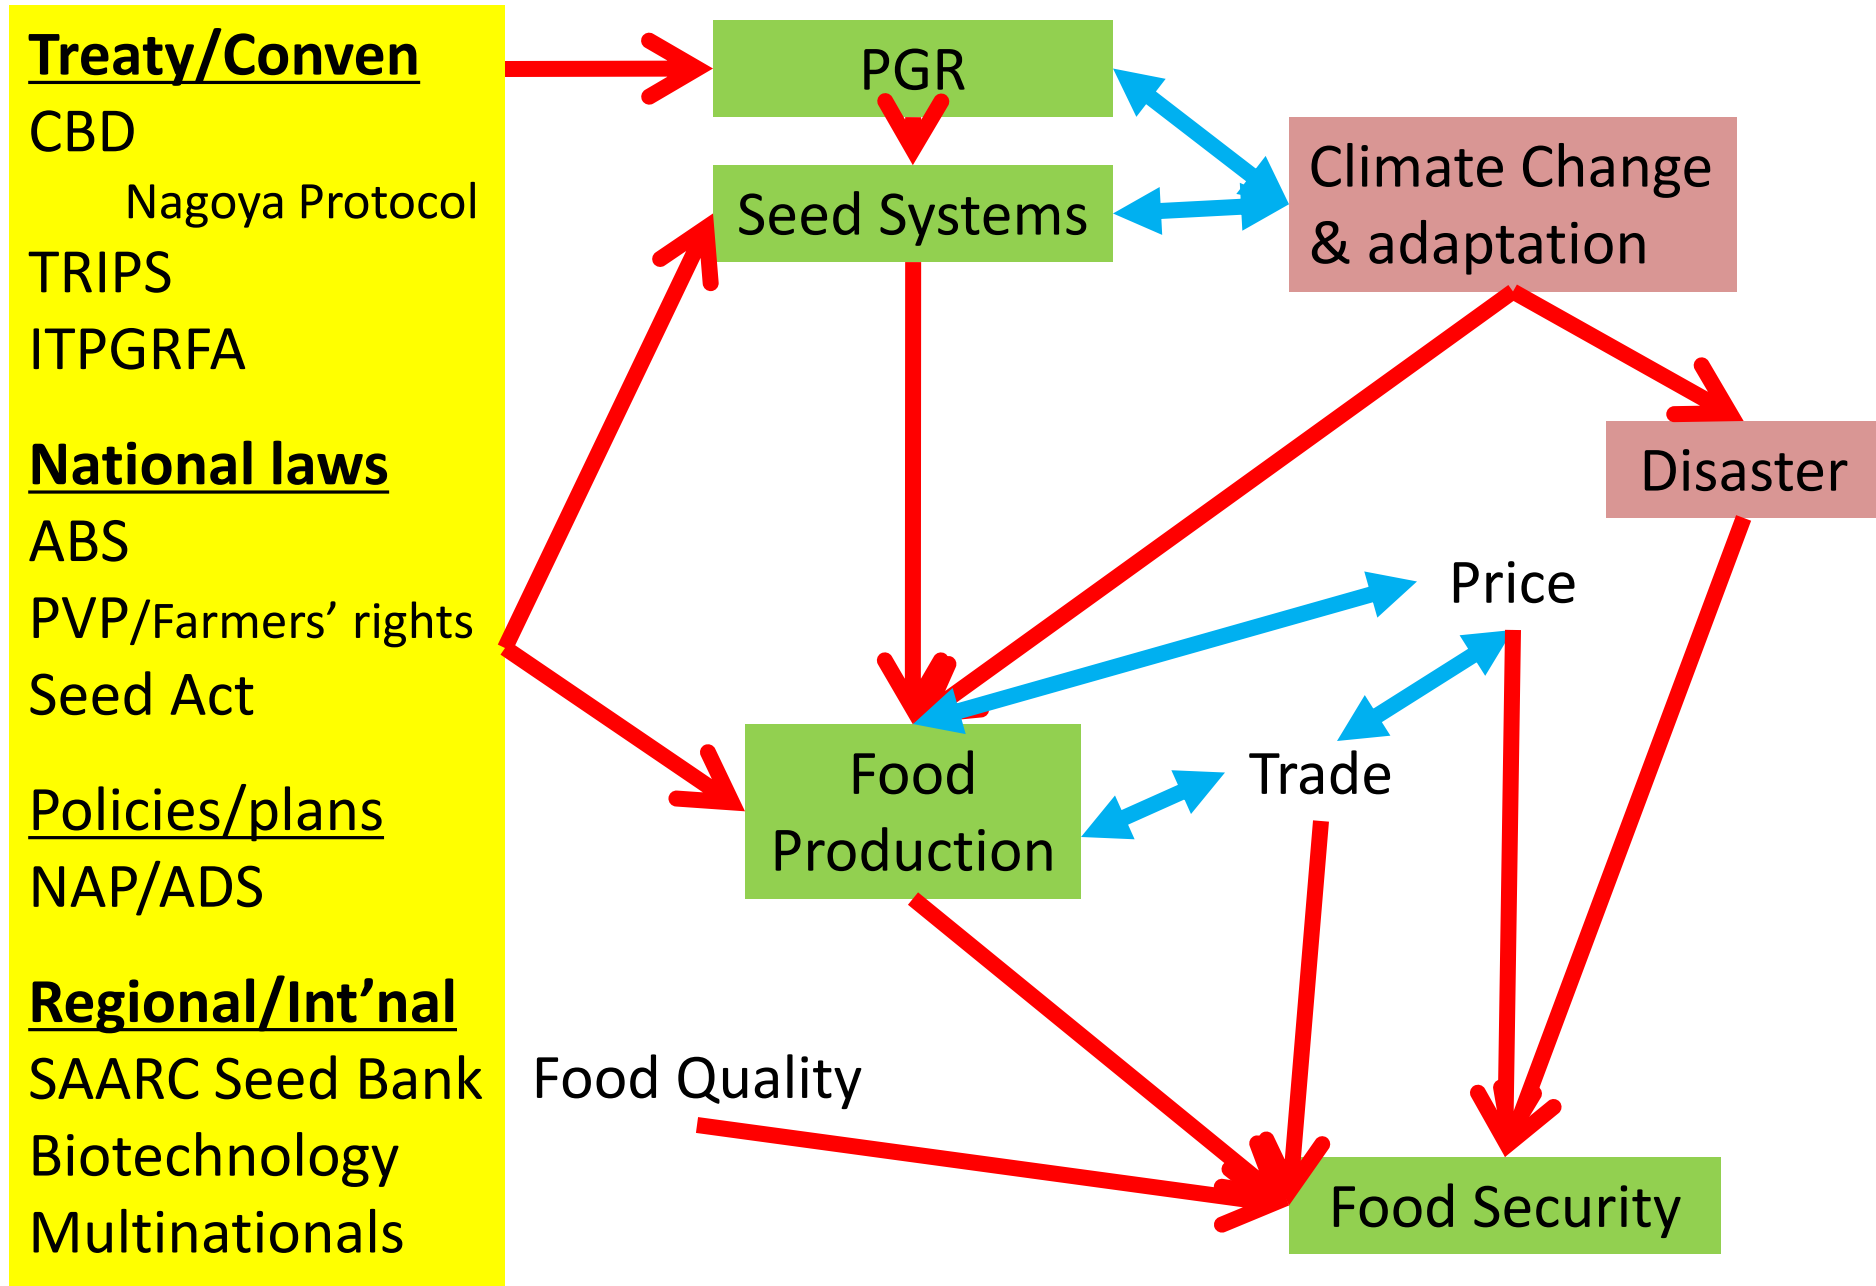 Treaty/Conven
CBD
Nagoya Protocol
TRIPS
ITPGRFA
National laws
ABS
PVP/Farmers’ rights
Seed Act
Policies/plans
NAP/ADS
Regional/Int’nal
SAARC Seed Bank
Biotechnology
Multinationals
PGR
Seed Systems
Climate Change
& adaptation
Disaster
Price
Trade
Food
Production
Food Quality
Food Security